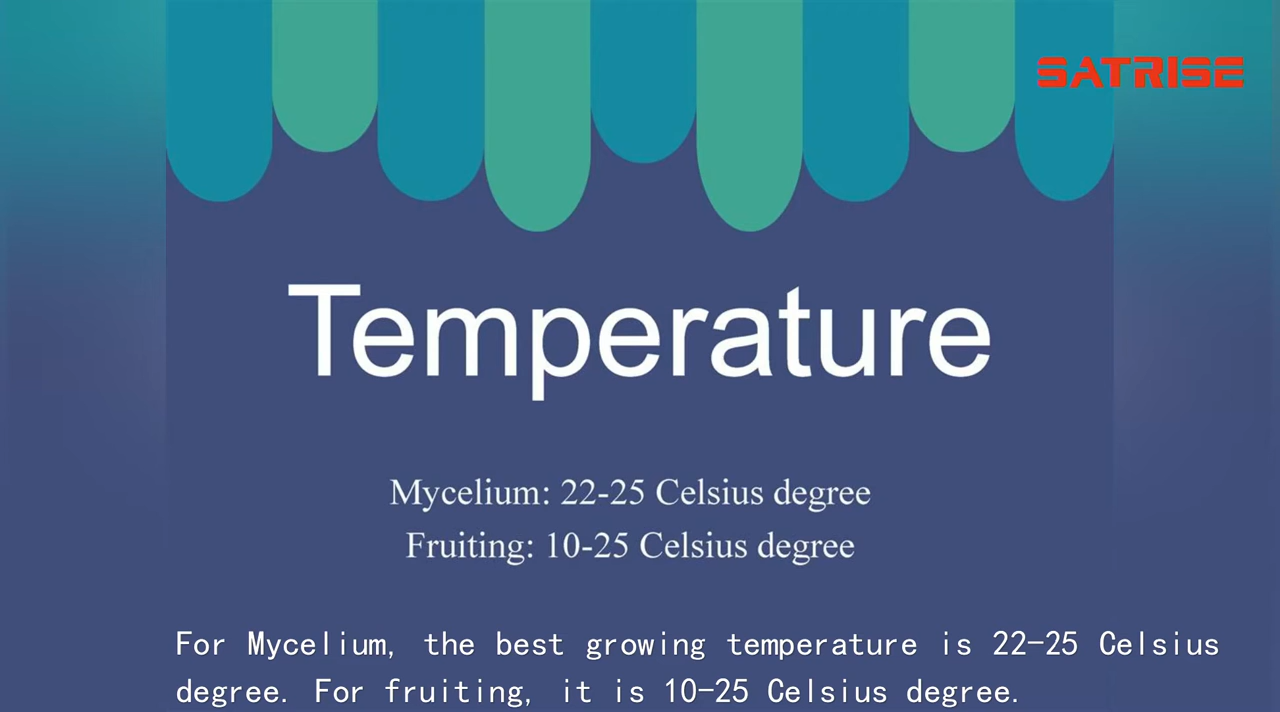 SATRISE
Temperature
Mycelium: 22-25 Celsius degree
Fruiting: 10-25 Celsius degree
For Mycelium, the best growing temperature is 22-25 Celsius
degree. For fruiting, it is 10-25 Celsius degree.